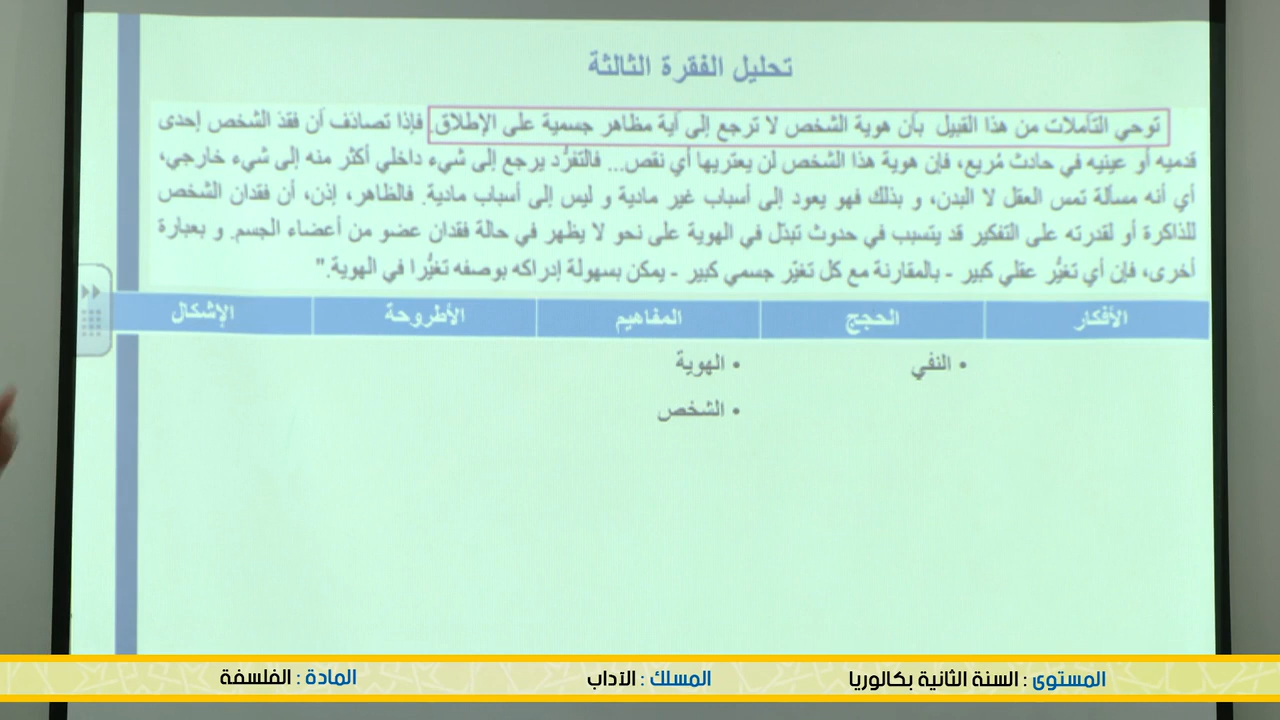 تحليل الفقرة الثالثة
توحي التأملات من هذا القبيل بأن هوية الشخص لا ترجع إلى أية مظاهر جسمية على الإطلاق. فإذا تصادَف أن فقدَ الشخص إحدى
قدميه أو عينيه في حادث مُريع، فإن هوية هذا الشخص لن يعتريها أي نقص... فالتفرُّد يرجع إلى شيء داخلي أكثر منه إلى شيء خارجي،
أي أنه مسألة تمس العقل لا البدن، و بذلك فهو يعود إلى أسباب غير مادية و ليس إلى أسباب مادية. فالظاهر، إذن، أن فقدان الشخص
للذاكرة أو لقدرته على التفكير قد يتسبب في حدوث تبدّل في الهوية على نحو لا يظهر في حالة فقدان عضو من أعضاء الجسم. و بعبارة
أخرى، فإن أي تغيُّر عقلي كبير - بالمقارنة مع كل تغيّر جسمي كبير - يمكن بسهولة إدراكه بوصفه تغيُّرا في الهوية."
الأفكار الحجج المفاهيم الأطروحة الإشكال
• النفي • الهوية
• الشخص
المستوى : السنة الثانية بكالوريا المسلك : الآداب المادة : الفلسفة